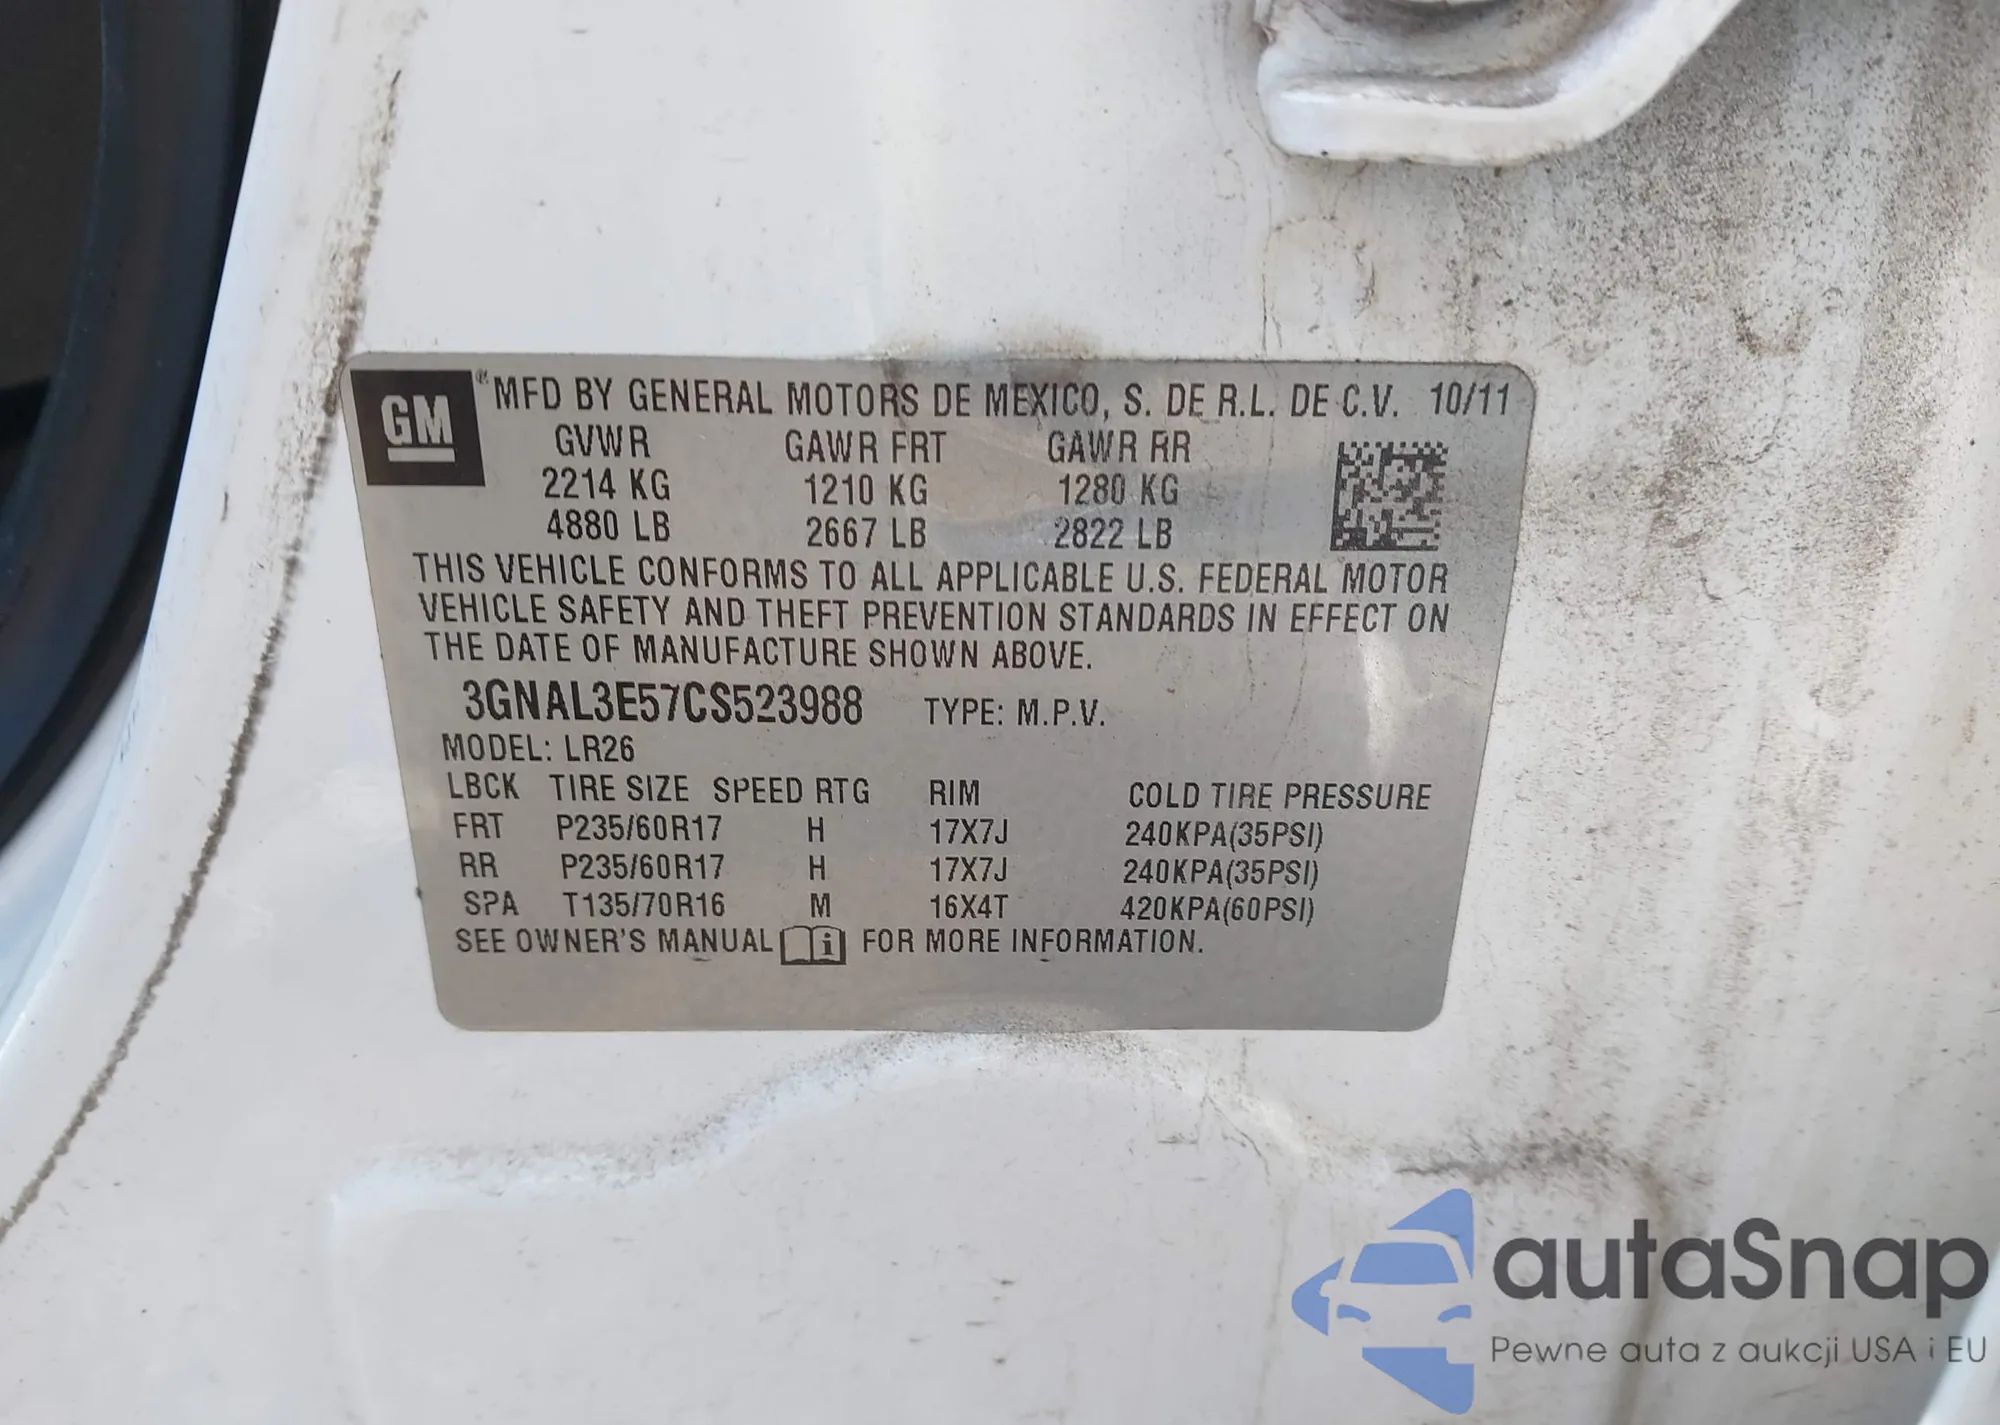 GM
® MFD BY GENERAL MOTORS DE MEXICO, S. DE R.L. DE C.V. 10/11
GVWR GAWR FRT GAWR RR
2214 KG 1210 KG 1280 KG
4880 LB 2667 LB 2822 LB
THIS VEHICLE CONFORMS TO ALL APPLICABLE U.S. FEDERAL MOTOR
VEHICLE SAFETY AND THEFT PREVENTION STANDARDS IN EFFECT ON
THE DATE OF MANUFACTURE SHOWN ABOVE.
3GNAL3E57CS523988 TYPE: M.P.V.
MODEL: LR26
LBCK TIRE SIZE SPEED RTG RIM COLD TIRE PRESSURE
FRT P235/60R17 H 17X7J 240KPA(35PSI)
RR P235/60R17 H 17X7J 240KPA(35PSI)
SPA T135/70R16 M 16X4T 420KPA(60PSI)
SEE OWNER'S MANUAL i FOR MORE INFORMATION.
autaSnap
Pewne auta z aukcji USA i EU